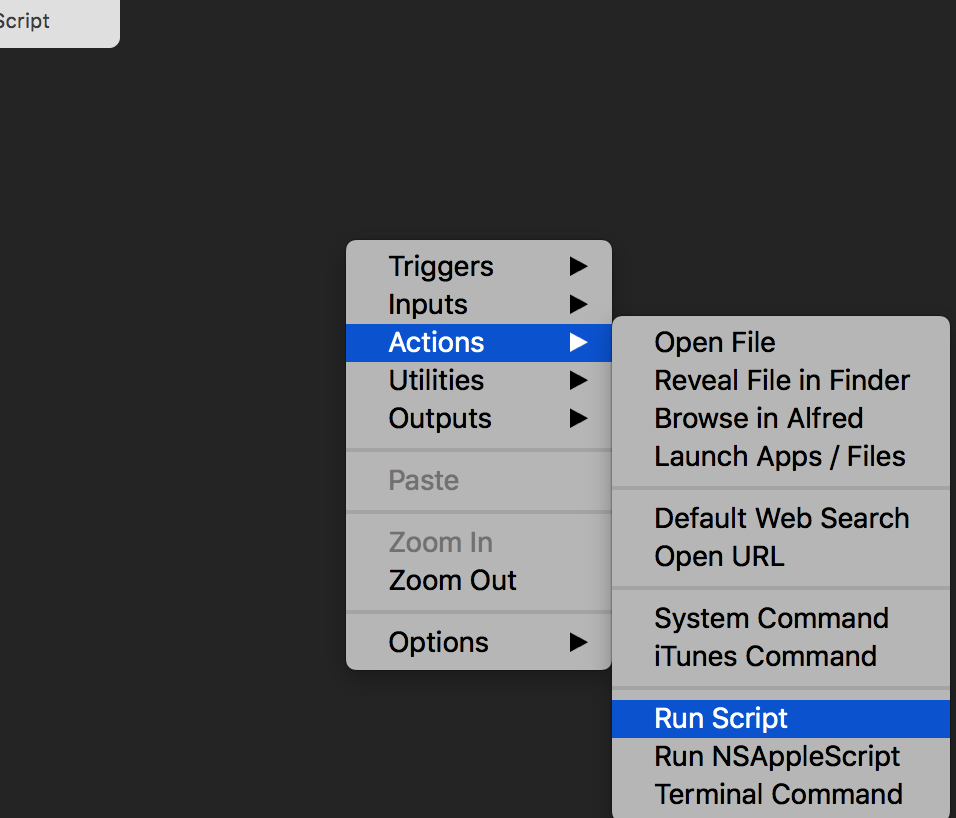 Script
Triggers
Inputs
Actions
Utilities
Outputs
Paste
Zoom In
Zoom Out
Options
Open File
Reveal File in Finder
Browse in Alfred
Launch Apps / Files
Default Web Search
Open URL
System Command
iTunes Command
Run Script
Run NSAppleScript
Terminal Command